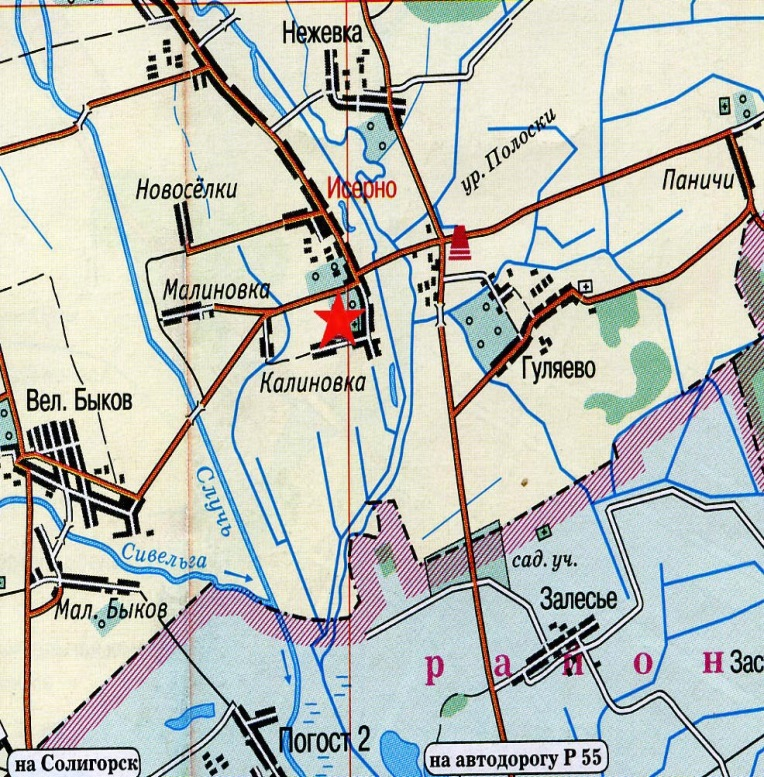 Нежевка
ур. Полоски
Паничи
Новосёлки
Исерно
Малиновка
Калиновка
Гуляево
Вел. Быков
Случь
Сивельга
сад. уч.
Мал. Быков
Залесье
р а й о н
Зас
Погост 2
на Солигорск
на автодорогу Р 55